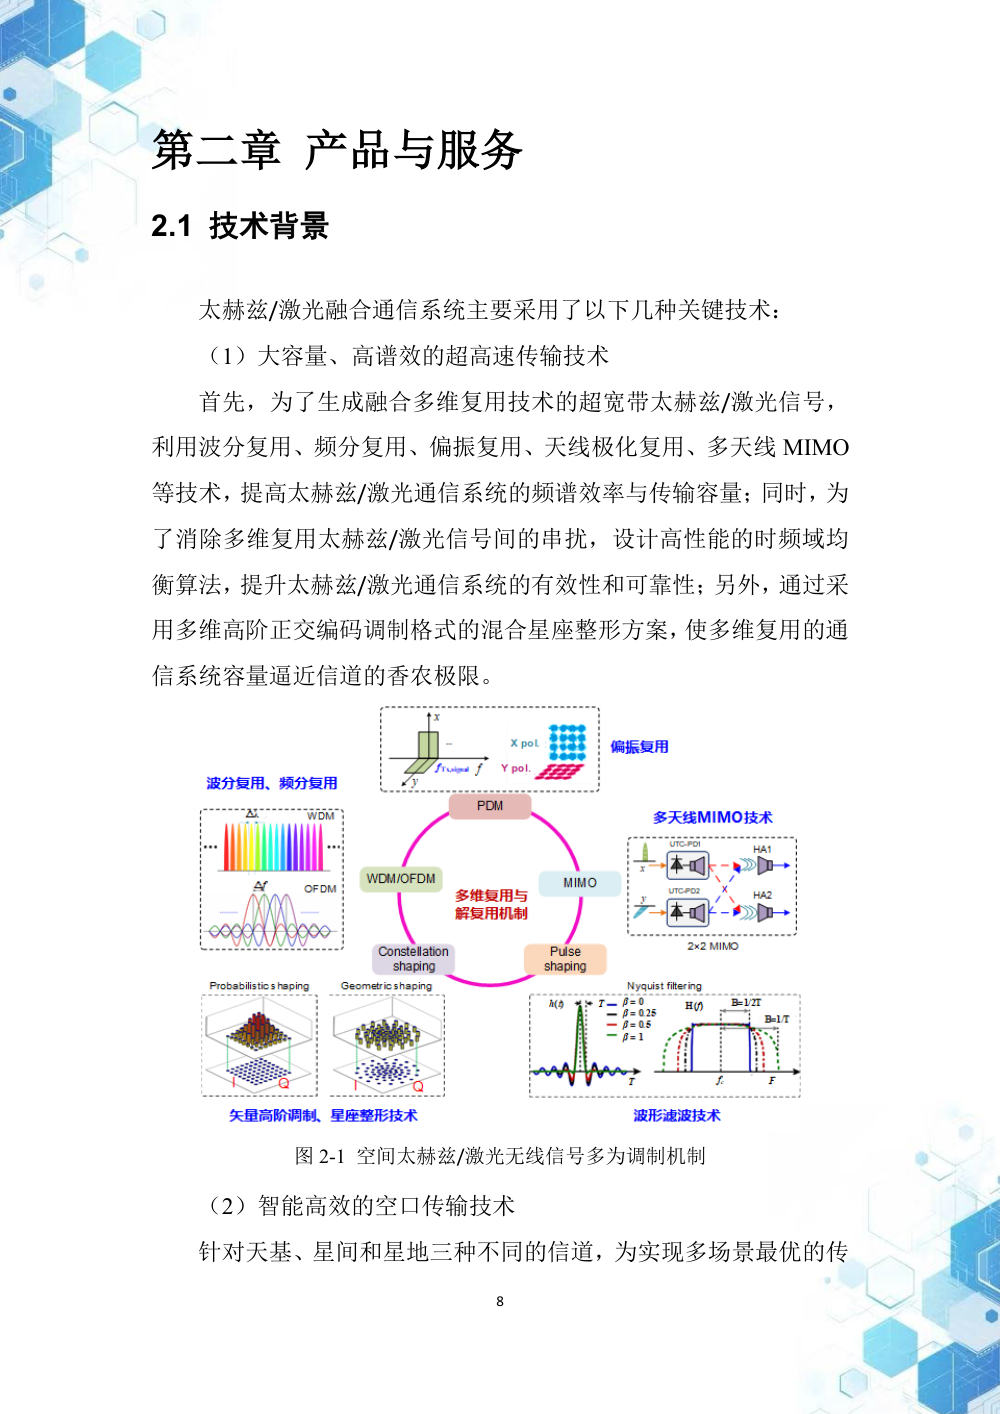 第二章 产品与服务
2.1 技术背景
太赫兹/激光融合通信系统主要采用了以下几种关键技术：
（1）大容量、高谱效的超高速传输技术
首先，为了生成融合多维复用技术的超宽带太赫兹/激光信号，
利用波分复用、频分复用、偏振复用、天线极化复用、多天线 MIMO
等技术，提高太赫兹/激光通信系统的频谱效率与传输容量；同时，为
了消除多维复用太赫兹/激光信号间的串扰，设计高性能的时频域均
衡算法，提升太赫兹/激光通信系统的有效性和可靠性；另外，通过采
用多维高阶正交编码调制格式的混合星座整形方案，使多维复用的通
信系统容量逼近信道的香农极限。
x
...
f Tx,signal f
y
X pol.
Y pol.
偏振复用
PDM
波分复用、频分复用
Δλ
WDM
Δf
OFDM
WDM/OFDM
多维复用与
解复用机制
MIMO
多天线MIMO技术
UTC-PD1
HA1
x
X
UTC-PD2
HA2
y
2×2 MIMO
Constellation
shaping
Pulse
shaping
Probabilistic shaping
Geometric shaping
I Q
I Q
矢量高阶调制、星座整形技术
Nyquist filtering
h(t) T
β = 0
β = 0.25
β = 0.5
β = 1
T
H(f) B=1/2T
B=1/T
fc F
波形滤波技术
图 2-1 空间太赫兹/激光无线信号多为调制机制
（2）智能高效的空口传输技术
针对天基、星间和星地三种不同的信道，为实现多场景最优的传
8